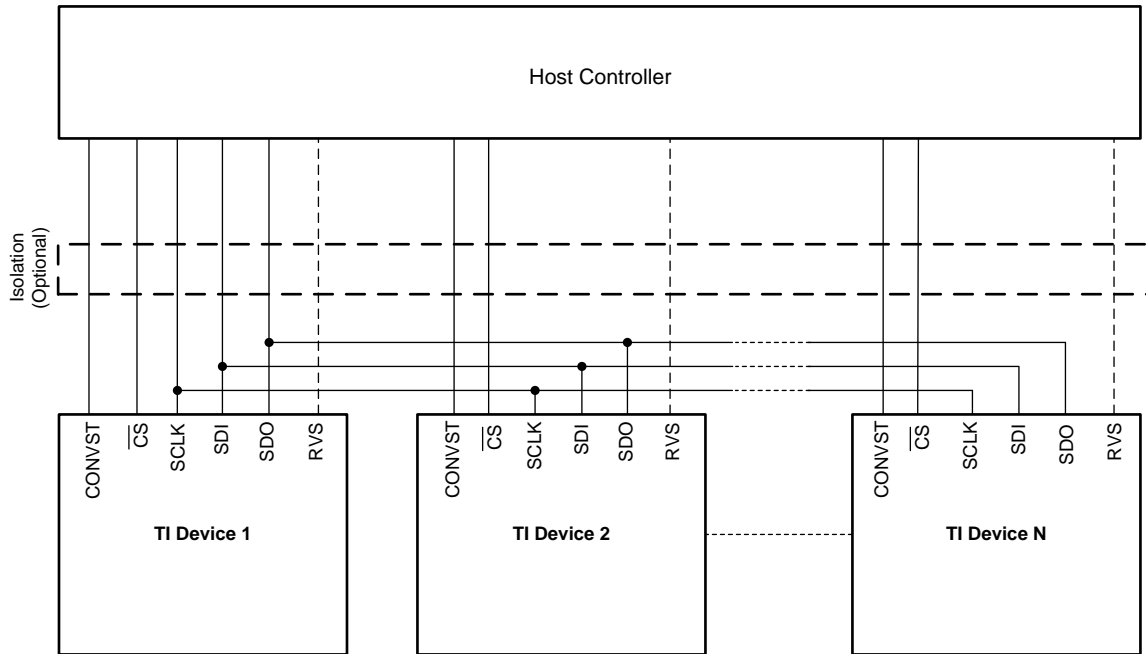 Host Controller
Isolation
(Optional)
CONVST
CS
SCLK
SDI
SDO
RVS
CONVST
CS
SCLK
SDI
SDO
RVS
CONVST
CS
SCLK
SDI
SDO
RVS
TI Device 1
TI Device 2
TI Device N